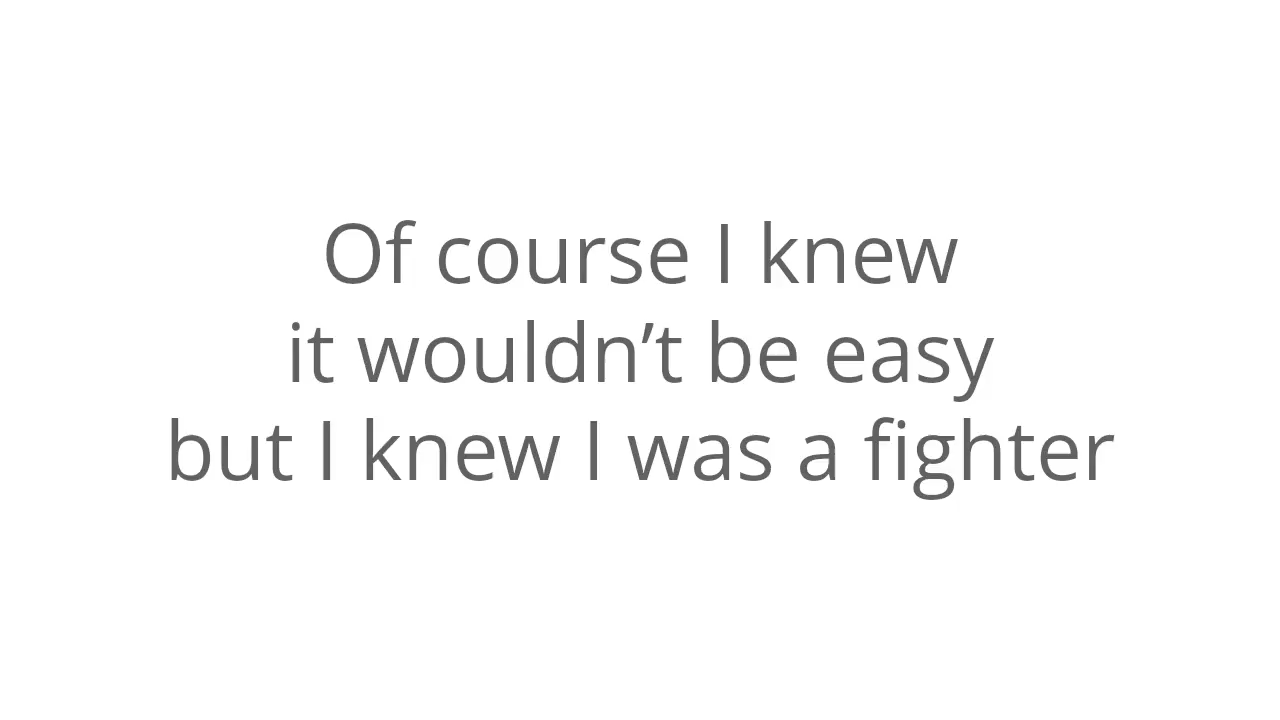 Of course I knew
it wouldn’t be easy
but I knew I was a fighter